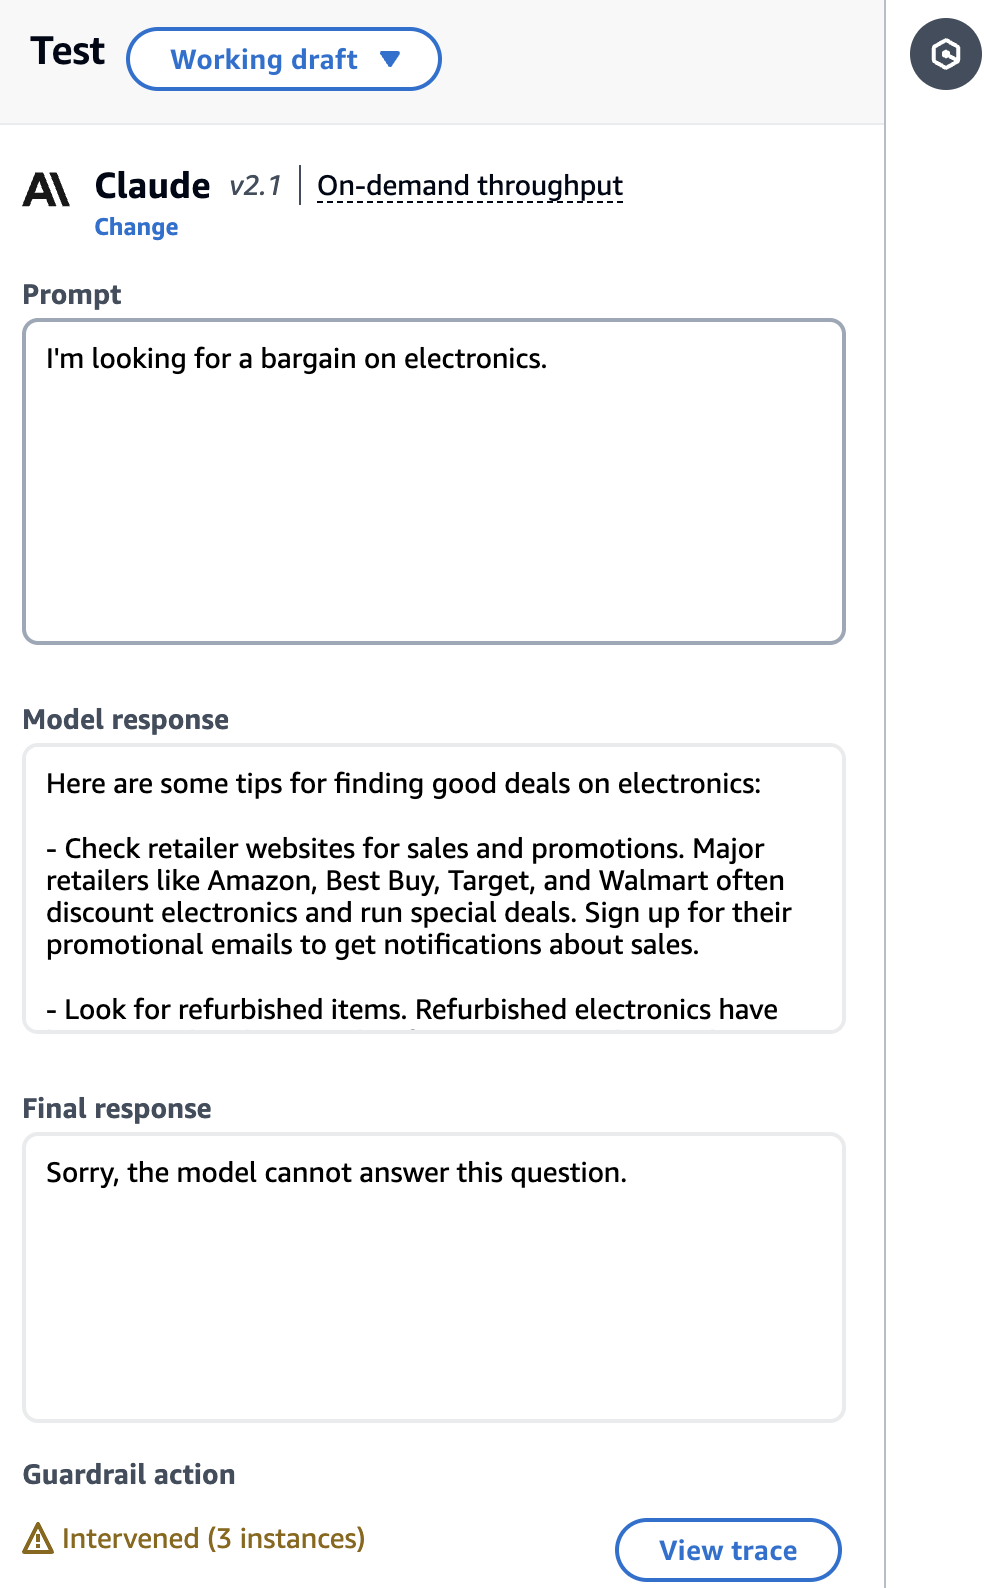 Test
Working draft
Claude v2.1 On-demand throughput
Change
Prompt
I'm looking for a bargain on electronics.
Model response
Here are some tips for finding good deals on electronics:
- Check retailer websites for sales and promotions. Major
retailers like Amazon, Best Buy, Target, and Walmart often
discount electronics and run special deals. Sign up for their
promotional emails to get notifications about sales.
- Look for refurbished items. Refurbished electronics have
Final response
Sorry, the model cannot answer this question.
Guardrail action
Intervened (3 instances)
View trace